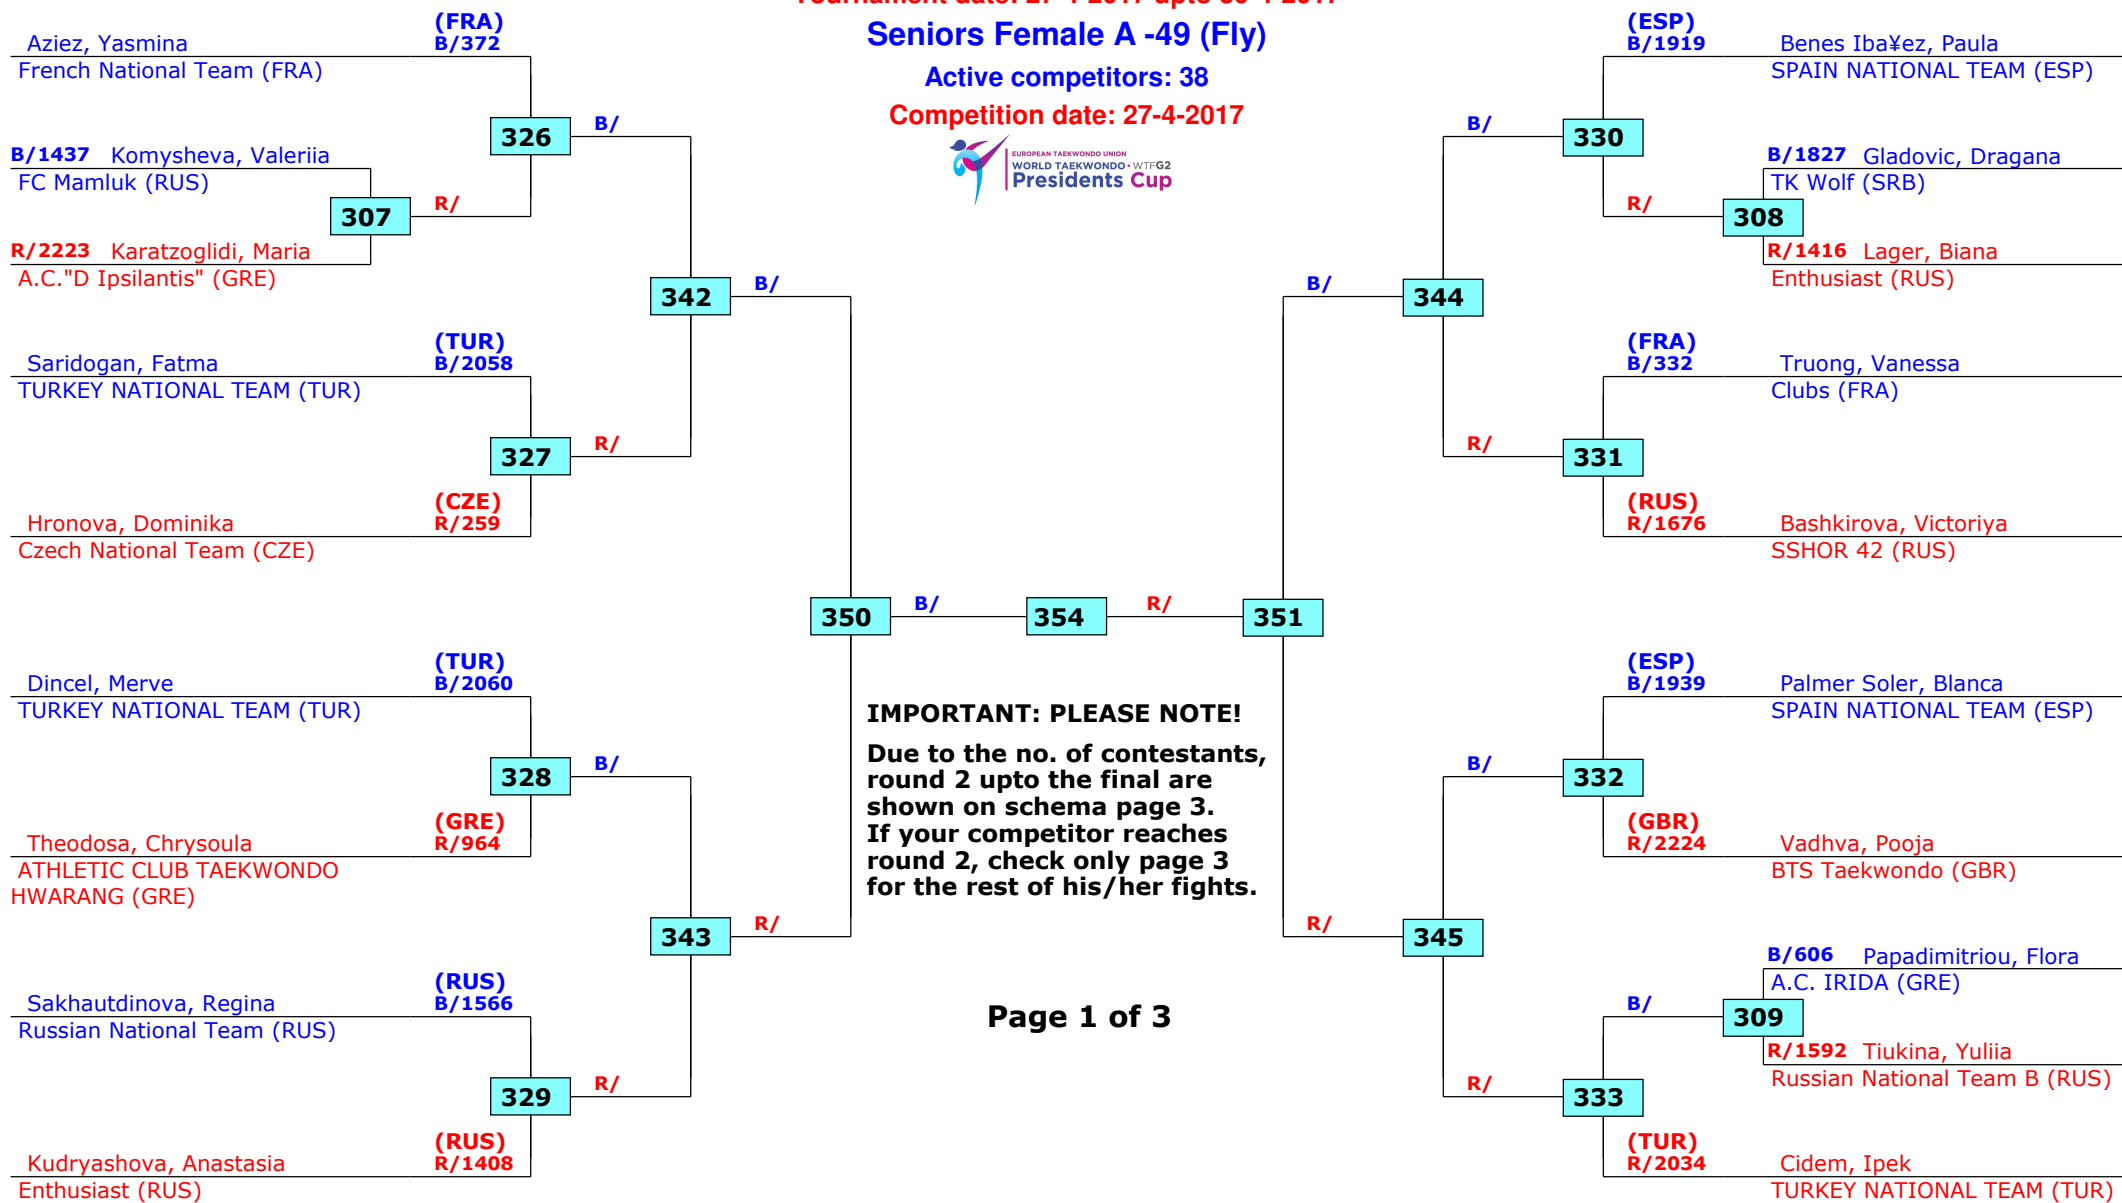 Tournament date: 27-4-2017 upto 30-4-2017
Seniors Female A -49 (Fly)
Active competitors: 38
Competition date: 27-4-2017
EUROPEAN TAEKWONDO UNION
WORLD TAEKWONDO • WTFG2
Presidents Cup
(FRA)
Aziez, Yasmina B/372
French National Team (FRA)
326
B/
B/1437 Komysheva, Valeriia
FC Mamluk (RUS)
307
R/
R/2223 Karatzoglidi, Maria
A.C."D Ipsilantis" (GRE)
342
B/
(TUR)
Saridogan, Fatma B/2058
TURKEY NATIONAL TEAM (TUR)
327
R/
(CZE)
Hronova, Dominika R/259
Czech National Team (CZE)
350
B/
354
R/
351
(TUR)
Dincel, Merve B/2060
TURKEY NATIONAL TEAM (TUR)
328
B/
(GRE)
Theodosa, Chrysoula R/964
ATHLETIC CLUB TAEKWONDO
HWARANG (GRE)
343
R/
(RUS)
Sakhautdinova, Regina B/1566
Russian National Team (RUS)
329
R/
(RUS)
Kudryashova, Anastasia R/1408
Enthusiast (RUS)
IMPORTANT: PLEASE NOTE!
Due to the no. of contestants,
round 2 upto the final are
shown on schema page 3.
If your competitor reaches
round 2, check only page 3
for the rest of his/her fights.
Page 1 of 3
(ESP)
B/1919 Benes Iba¥ez, Paula
SPAIN NATIONAL TEAM (ESP)
B/
330
B/1827 Gladovic, Dragana
TK Wolf (SRB)
R/
308
R/1416 Lager, Biana
Enthusiast (RUS)
B/
344
(FRA)
B/332 Truong, Vanessa
Clubs (FRA)
R/
331
(RUS)
R/1676 Bashkirova, Victoriya
SSHOR 42 (RUS)
(ESP)
B/1939 Palmer Soler, Blanca
SPAIN NATIONAL TEAM (ESP)
B/
332
(GBR)
R/2224 Vadhva, Pooja
BTS Taekwondo (GBR)
R/
345
B/606 Papadimitriou, Flora
A.C. IRIDA (GRE)
B/
309
R/1592 Tiukina, Yuliia
Russian National Team B (RUS)
R/
333
(TUR)
R/2034 Cidem, Ipek
TURKEY NATIONAL TEAM (TUR)